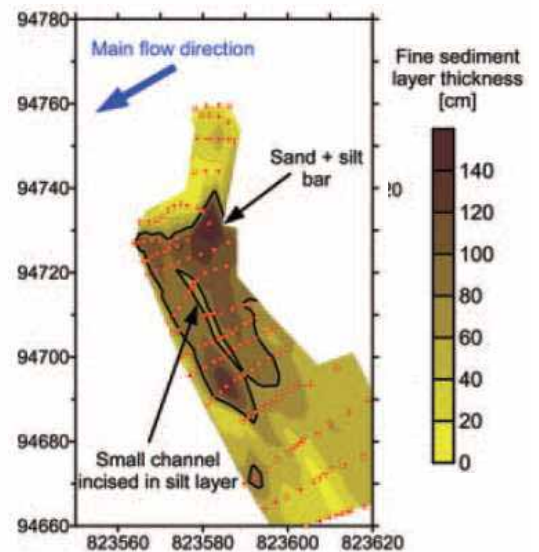 94780
Main flow direction
94760
94740
94720
94700
94680
94660
Sand + silt
bar
Small channel
incised in silt layer
823560 823580 823600 823620
Fine sediment
layer thickness
[cm]
20
140
120
100
80
60
40
20
0